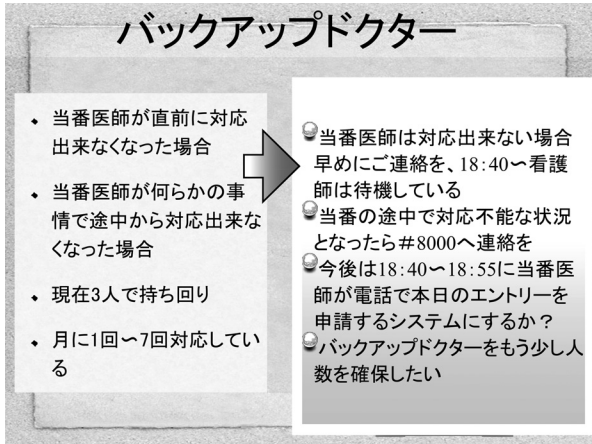 バックアップドクター
当番医師が直前に対応
出来なくなった場合
当番医師が何らかの事
情で途中から対応出来な
くなった場合
現在3人で持ち回り
月に1回〜7回対応してい
る
当番医師は対応出来ない場合
早めにご連絡を、18:40〜看護
師は待機している
当番の途中で対応不能な状況
となったら＃8000へ連絡を
今後は18:40〜18:55に当番医
師が電話で本日のエントリーを
申請するシステムにするか？
バックアップドクターをもう少し人
数を確保したい